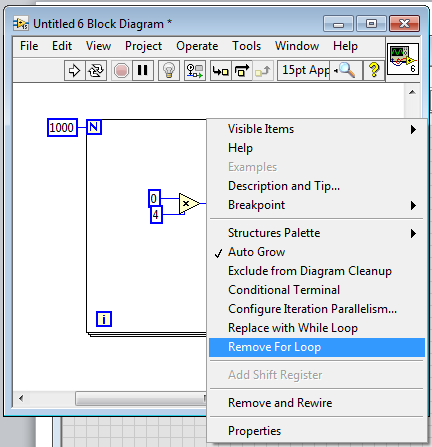 Untitled 6 Block Diagram *
File Edit View Project Operate Tools Window Help
15pt App
?
6
1000
N
0
4
×
i
Visible Items
Help
Examples
Description and Tip...
Breakpoint
Structures Palette
Auto Grow
Exclude from Diagram Cleanup
Conditional Terminal
Configure Iteration Parallelism...
Replace with While Loop
Remove For Loop
Add Shift Register
Remove and Rewire
Properties